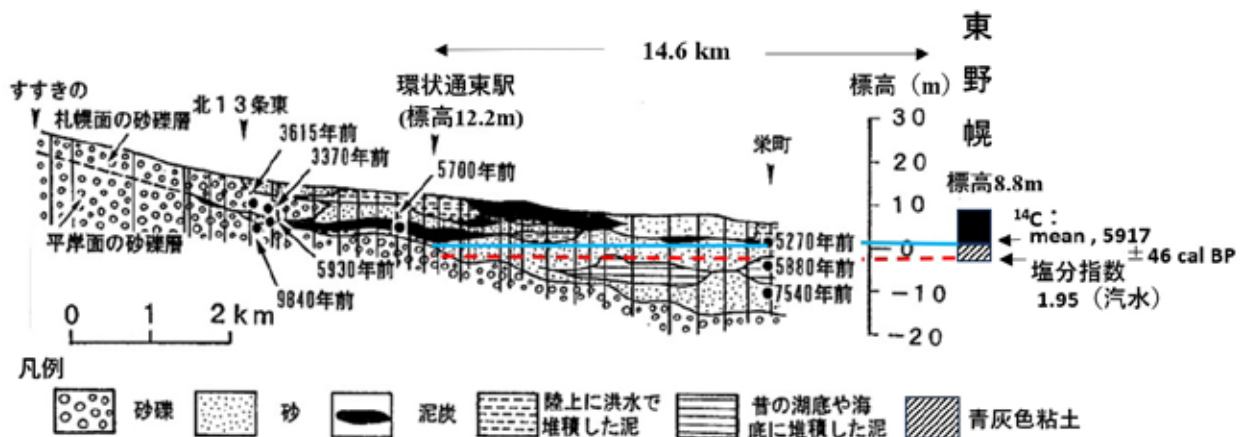 14.6 km
東野幌
標高（m）
環状通東駅
(標高12.2m)
すすきの
北13条東
札幌面の砂礫層
3615年前
3370年前
5700年前
栄町
標高8.8m
30
20
10
0
－10
－20
平岸面の砂礫層
5930年前
9840年前
5270年前
5880年前
7540年前
14C：
mean , 5917
± 46 cal BP
塩分指数
1.95（汽水）
0 1 2 km
凡例
砂礫
砂
泥炭
陸上に洪水で
堆積した泥
昔の湖底や海
底に堆積した泥
青灰色粘土